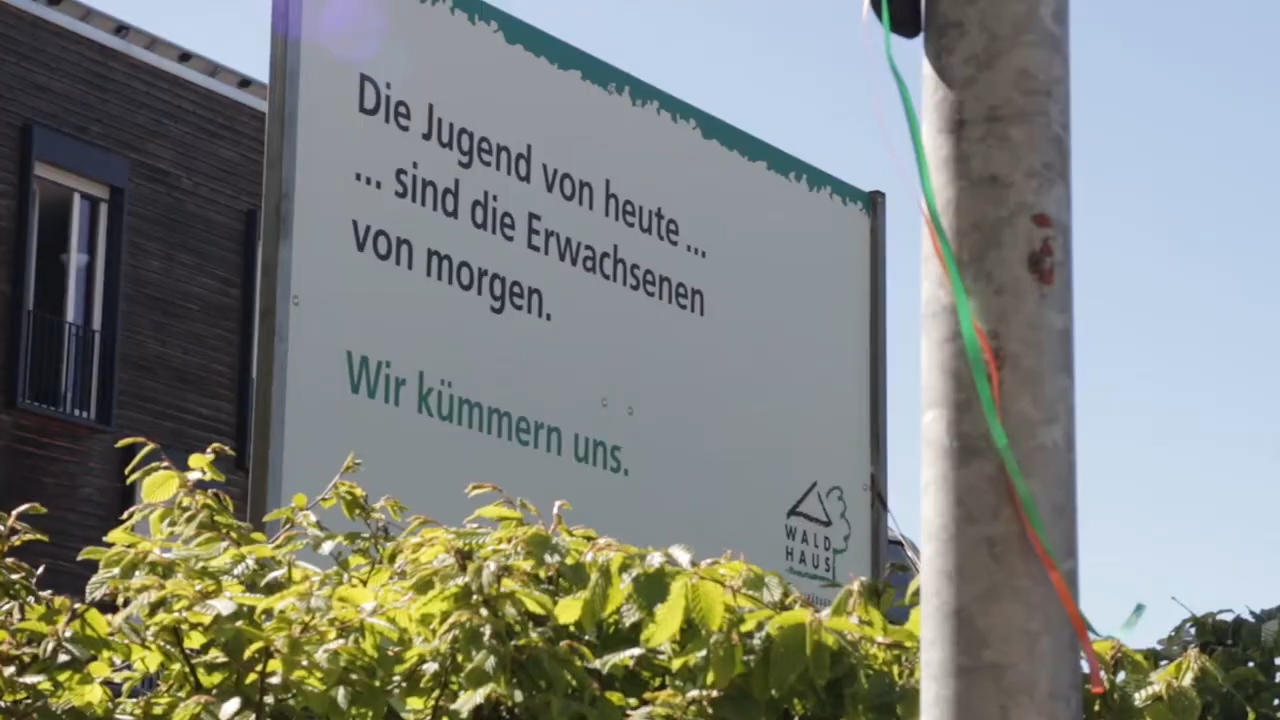 Die Jugend von heute ...
... sind die Erwachsenen
von morgen.
Wir kümmern uns.
WALD
HAUS